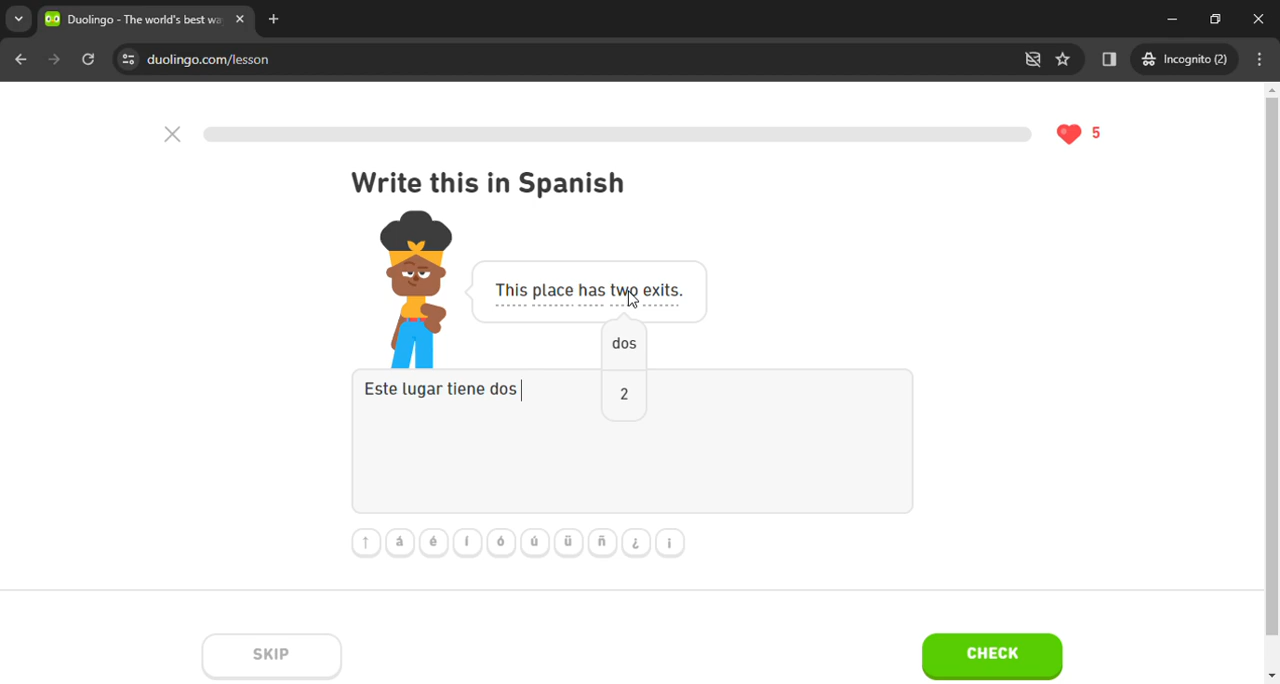 Duolingo - The world's best wa
duolingo.com/lesson
Incognito (2)
5
Write this in Spanish
This place has two exits.
dos
2
Este lugar tiene dos
↑ á é í ó ú ü ñ ¿ ¡
SKIP
CHECK